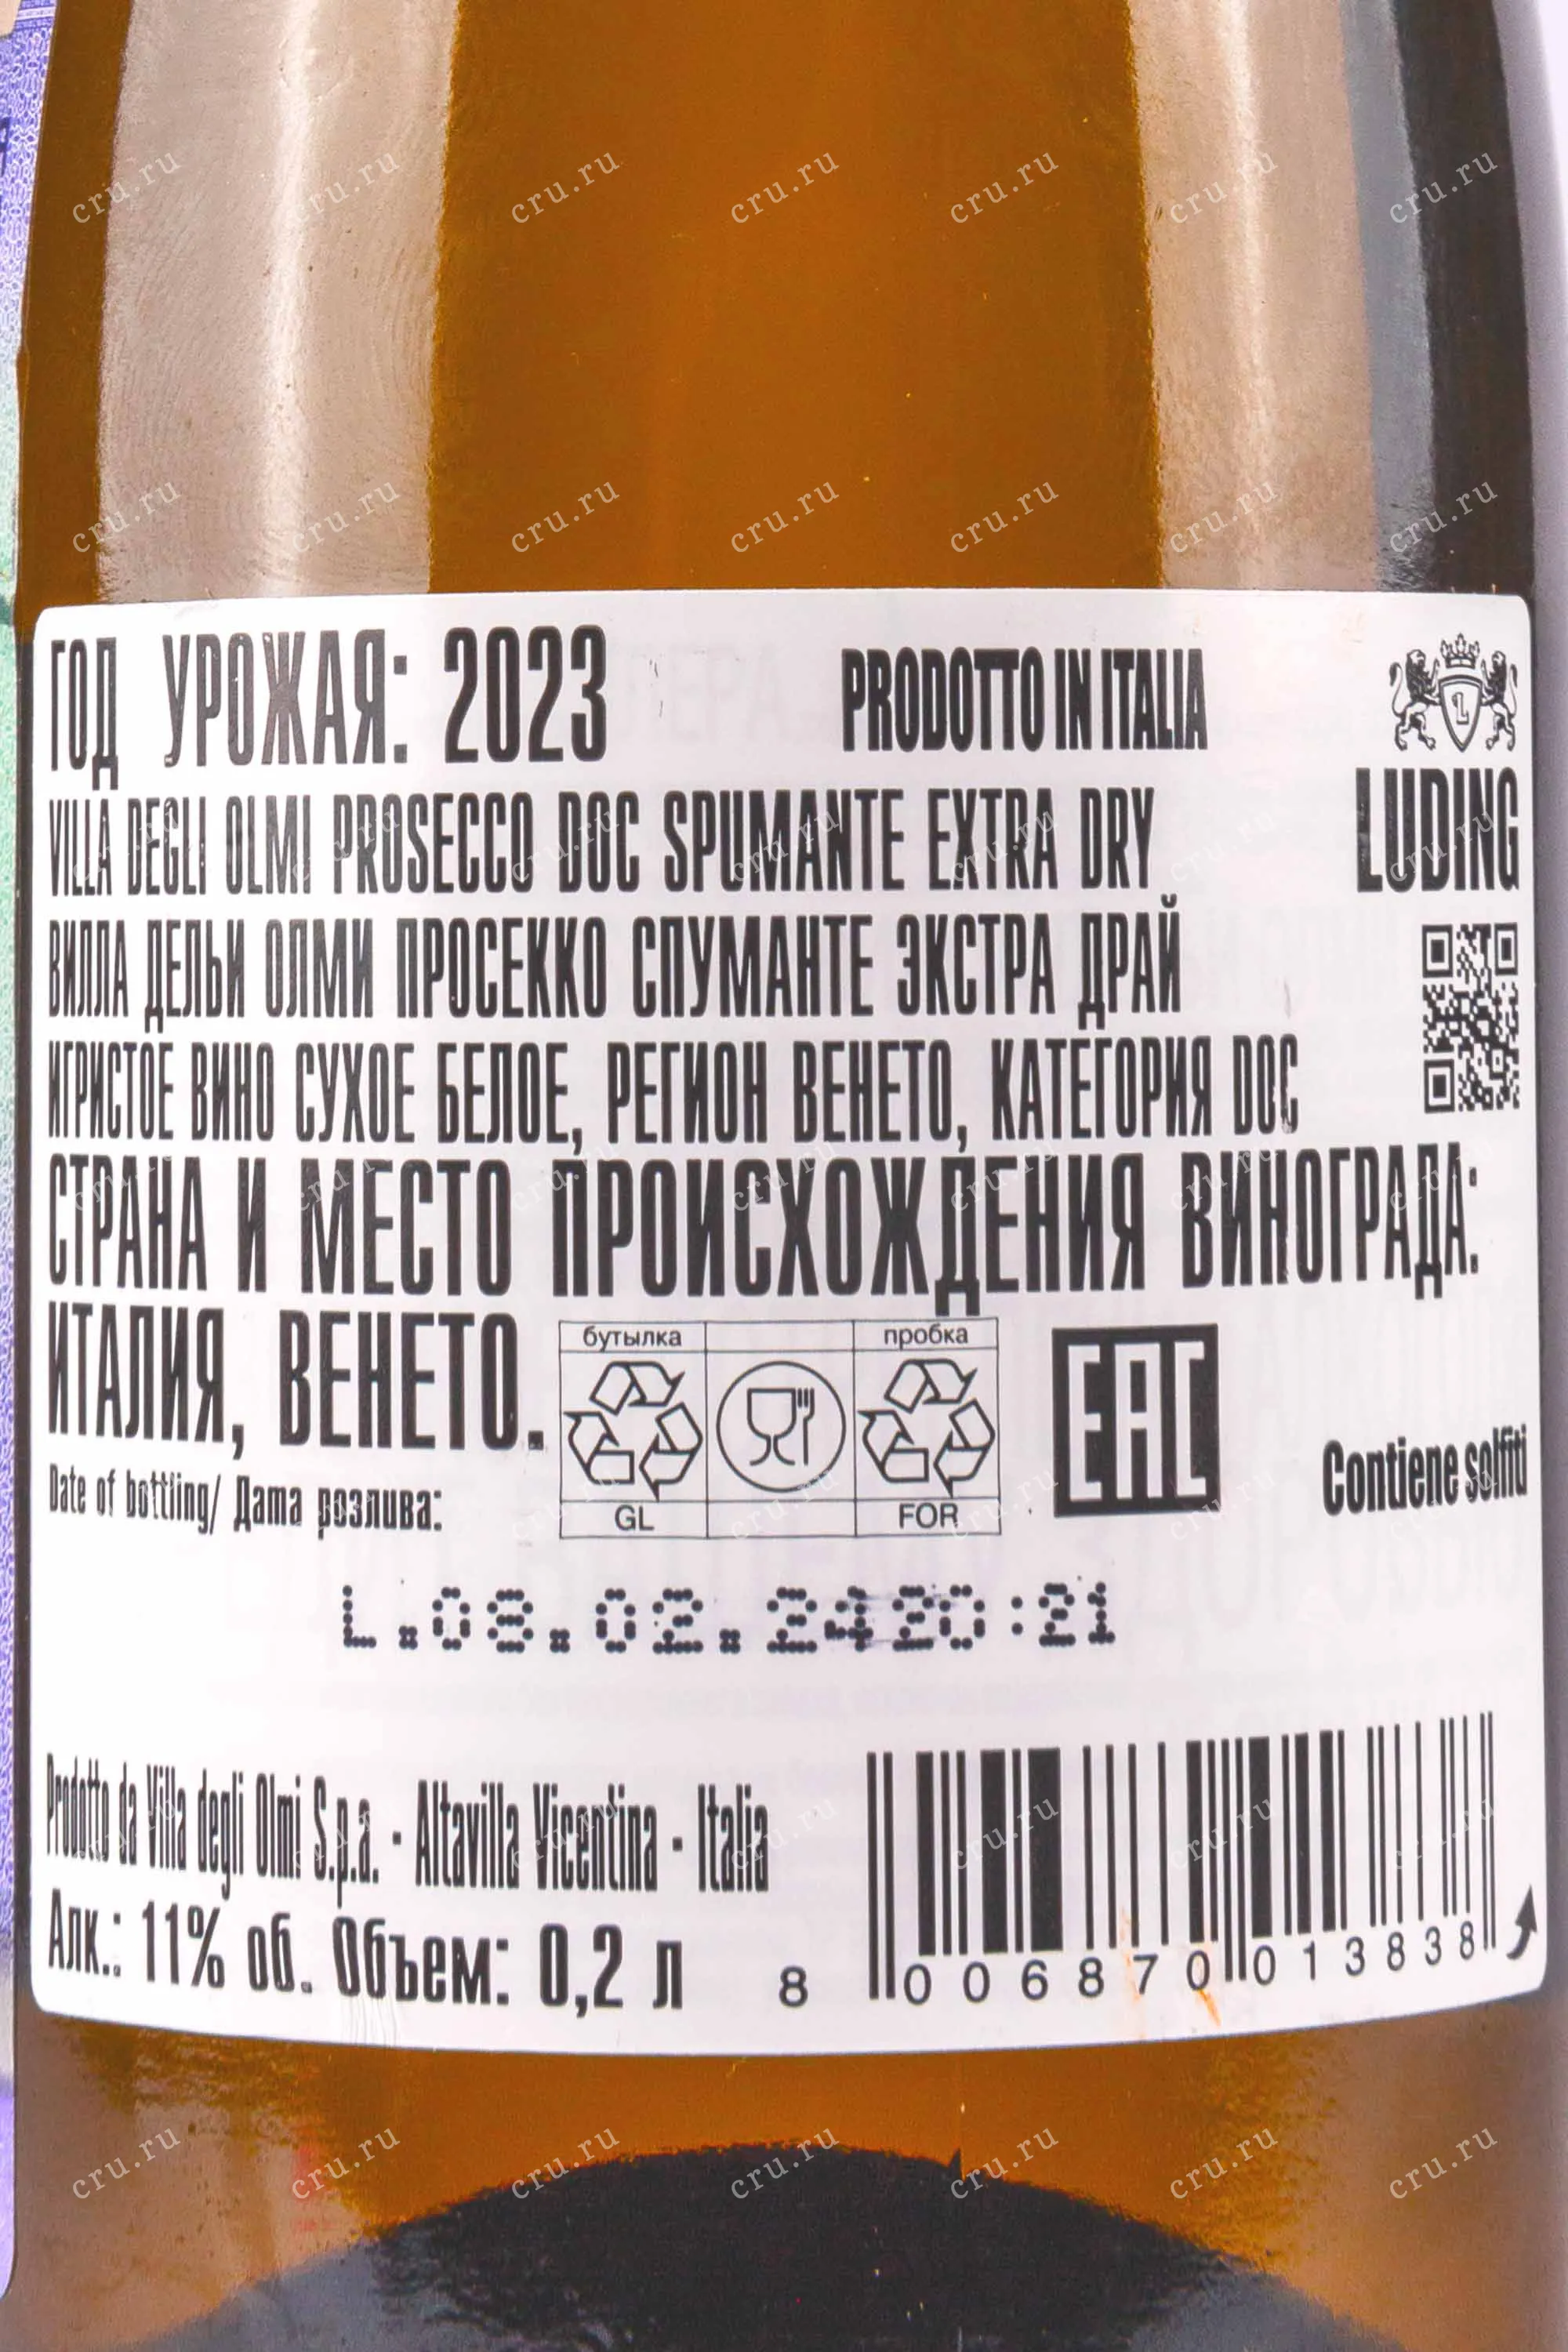 ГОД УРОЖАЯ: 2023
PRODOTTO IN ITALIA
LUDING
VILLA DEGLI OLMI PROSECCO DOC SPUMANTE EXTRA DRY
ВИЛЛА ДЕЛЬИ ОЛМИ ПРОСЕККО СПУМАНТЕ ЭКСТРА ДРАЙ
ИГРИСТОЕ ВИНО СУХОЕ БЕЛОЕ, РЕГИОН ВЕНЕТО, КАТЕГОРИЯ DOC
СТРАНА И МЕСТО ПРОИСХОЖДЕНИЯ ВИНОГРАДА:
ИТАЛИЯ, ВЕНЕТО.
бутылка
пробка
GL
FOR
EAC
Contiene solfiti
Date of bottling/ Дата розлива:
L.08.02.24 20:21
Prodotto da Villa degli Olmi S.p.a. - Altavilla Vicentina - Italia
Алк.: 11% об. Объем: 0,2 л
8 006870 013838
cru.ru